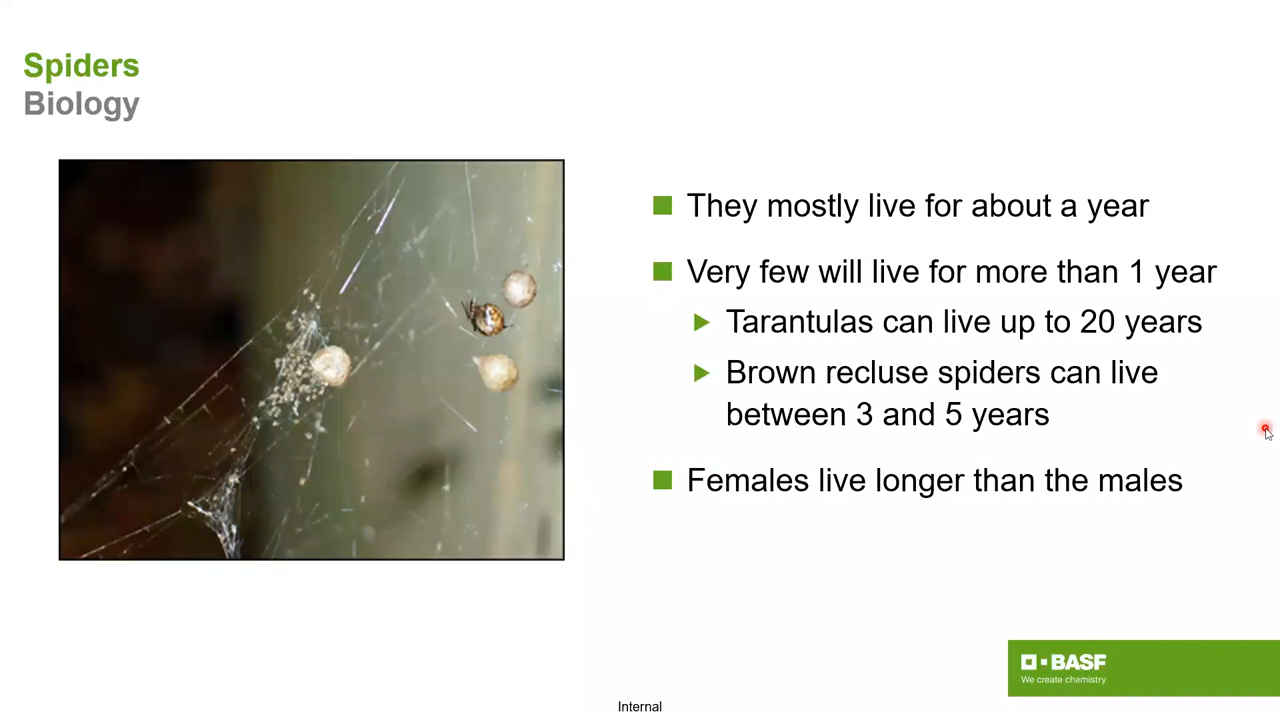 Spiders
Biology
They mostly live for about a year
Very few will live for more than 1 year
Tarantulas can live up to 20 years
Brown recluse spiders can live
between 3 and 5 years
Females live longer than the males
BASF
We create chemistry
Internal